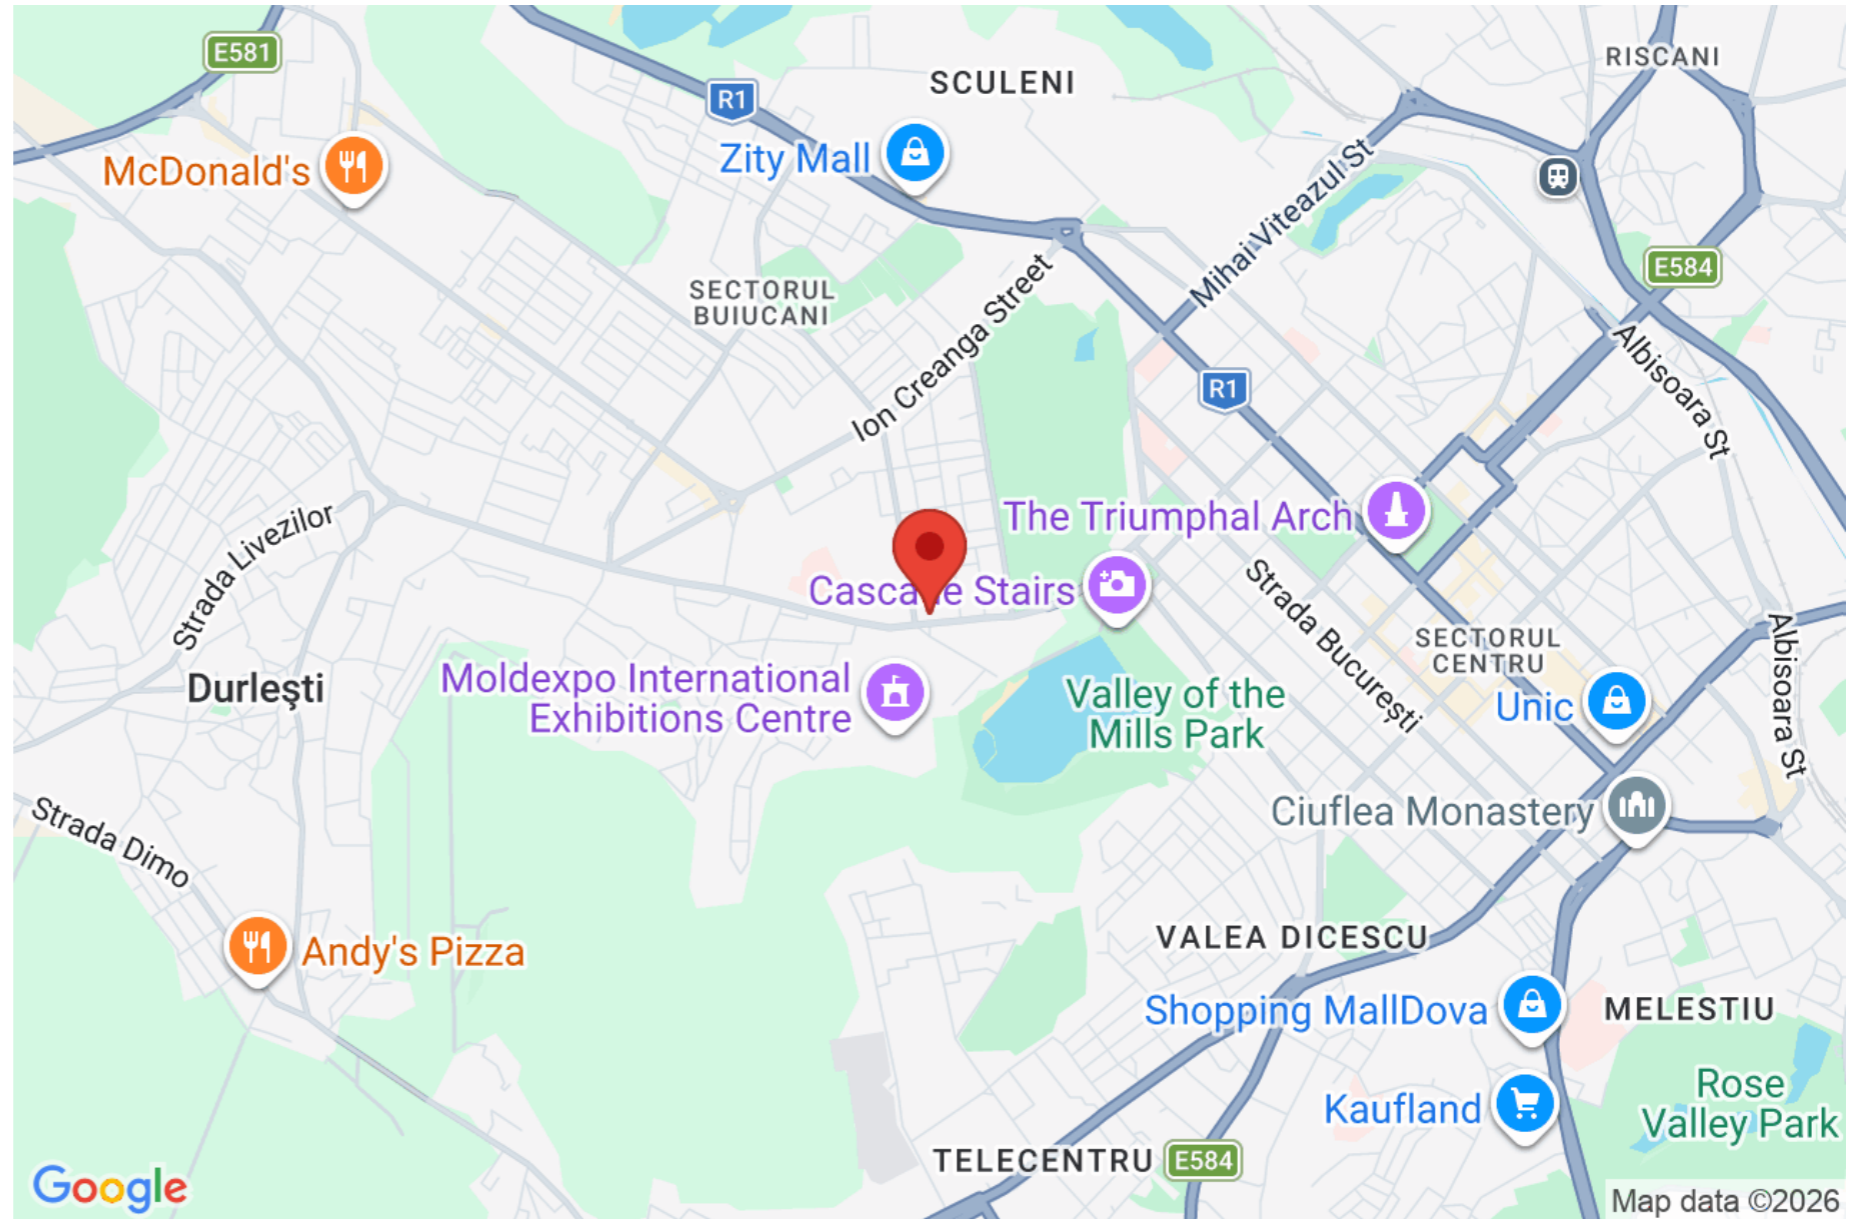 E581
RISCANI
SCULENI
R1
Zity Mall
McDonald's
Mihai Viteazul St
E584
SECTORUL
BUIUCANI
Ion Creanga Street
Albisoara St
R1
Strada Livezilor
The Triumphal Arch
Cascade Stairs
Strada București
SECTORUL
CENTRU
Albisoara St
Durleşti
Moldexpo International
Exhibitions Centre
Valley of the
Mills Park
Unic
Strada Dimo
Ciuflea Monastery
Andy's Pizza
VALEA DICESCU
Shopping MallDova
MELESTIU
Rose
Valley Park
Kaufland
TELECENTRU
E584
Google
Map data ©2026